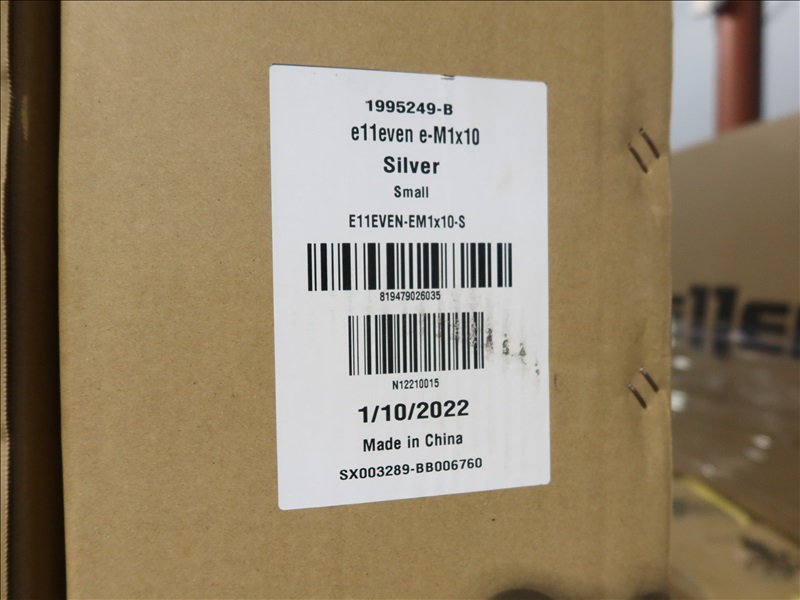 1995249-B
e11even e-M1x10
Silver
Small
E11EVEN-EM1x10-S
819479026035
N12210015
1/10/2022
Made in China
SX003289-BB006760